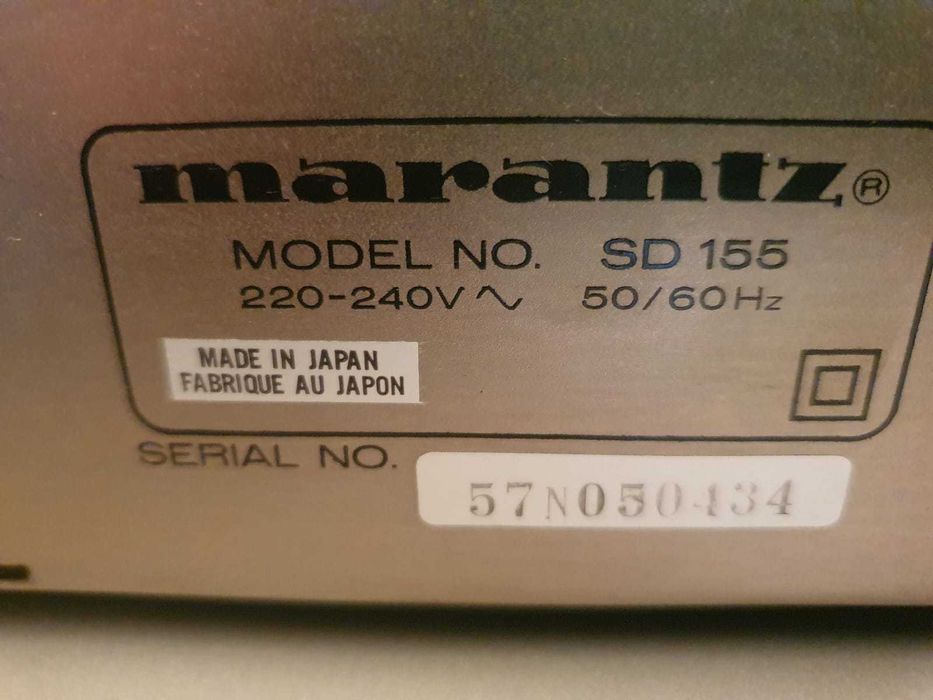 marantz®
MODEL NO. SD 155
220-240V∿ 50/60Hz
MADE IN JAPAN
FABRIQUE AU JAPON
SERIAL NO. 57N050434